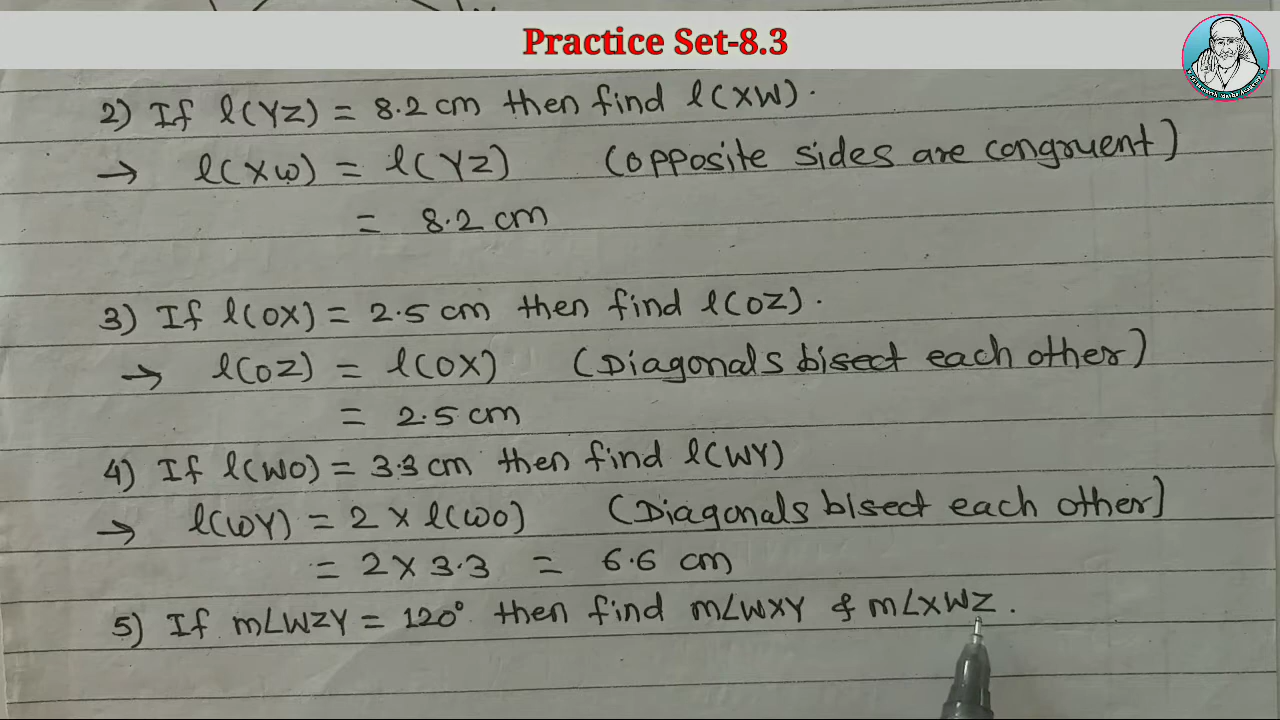 Practice Set-8.3
2) If l(YZ) = 8.2 cm then find l(XW).
→ l(XW) = l(YZ) (opposite sides are congruent)
= 8.2 cm
3) If l(OX) = 2.5 cm then find l(OZ).
→ l(OZ) = l(OX) (Diagonals bisect each other)
= 2.5 cm
4) If l(WO) = 3.3 cm then find l(WY)
→ l(WY) = 2 × l(WO) (Diagonals bisect each other)
= 2 × 3.3 = 6.6 cm
5) If m∠WZY = 120° then find m∠WXY & m∠XWZ.